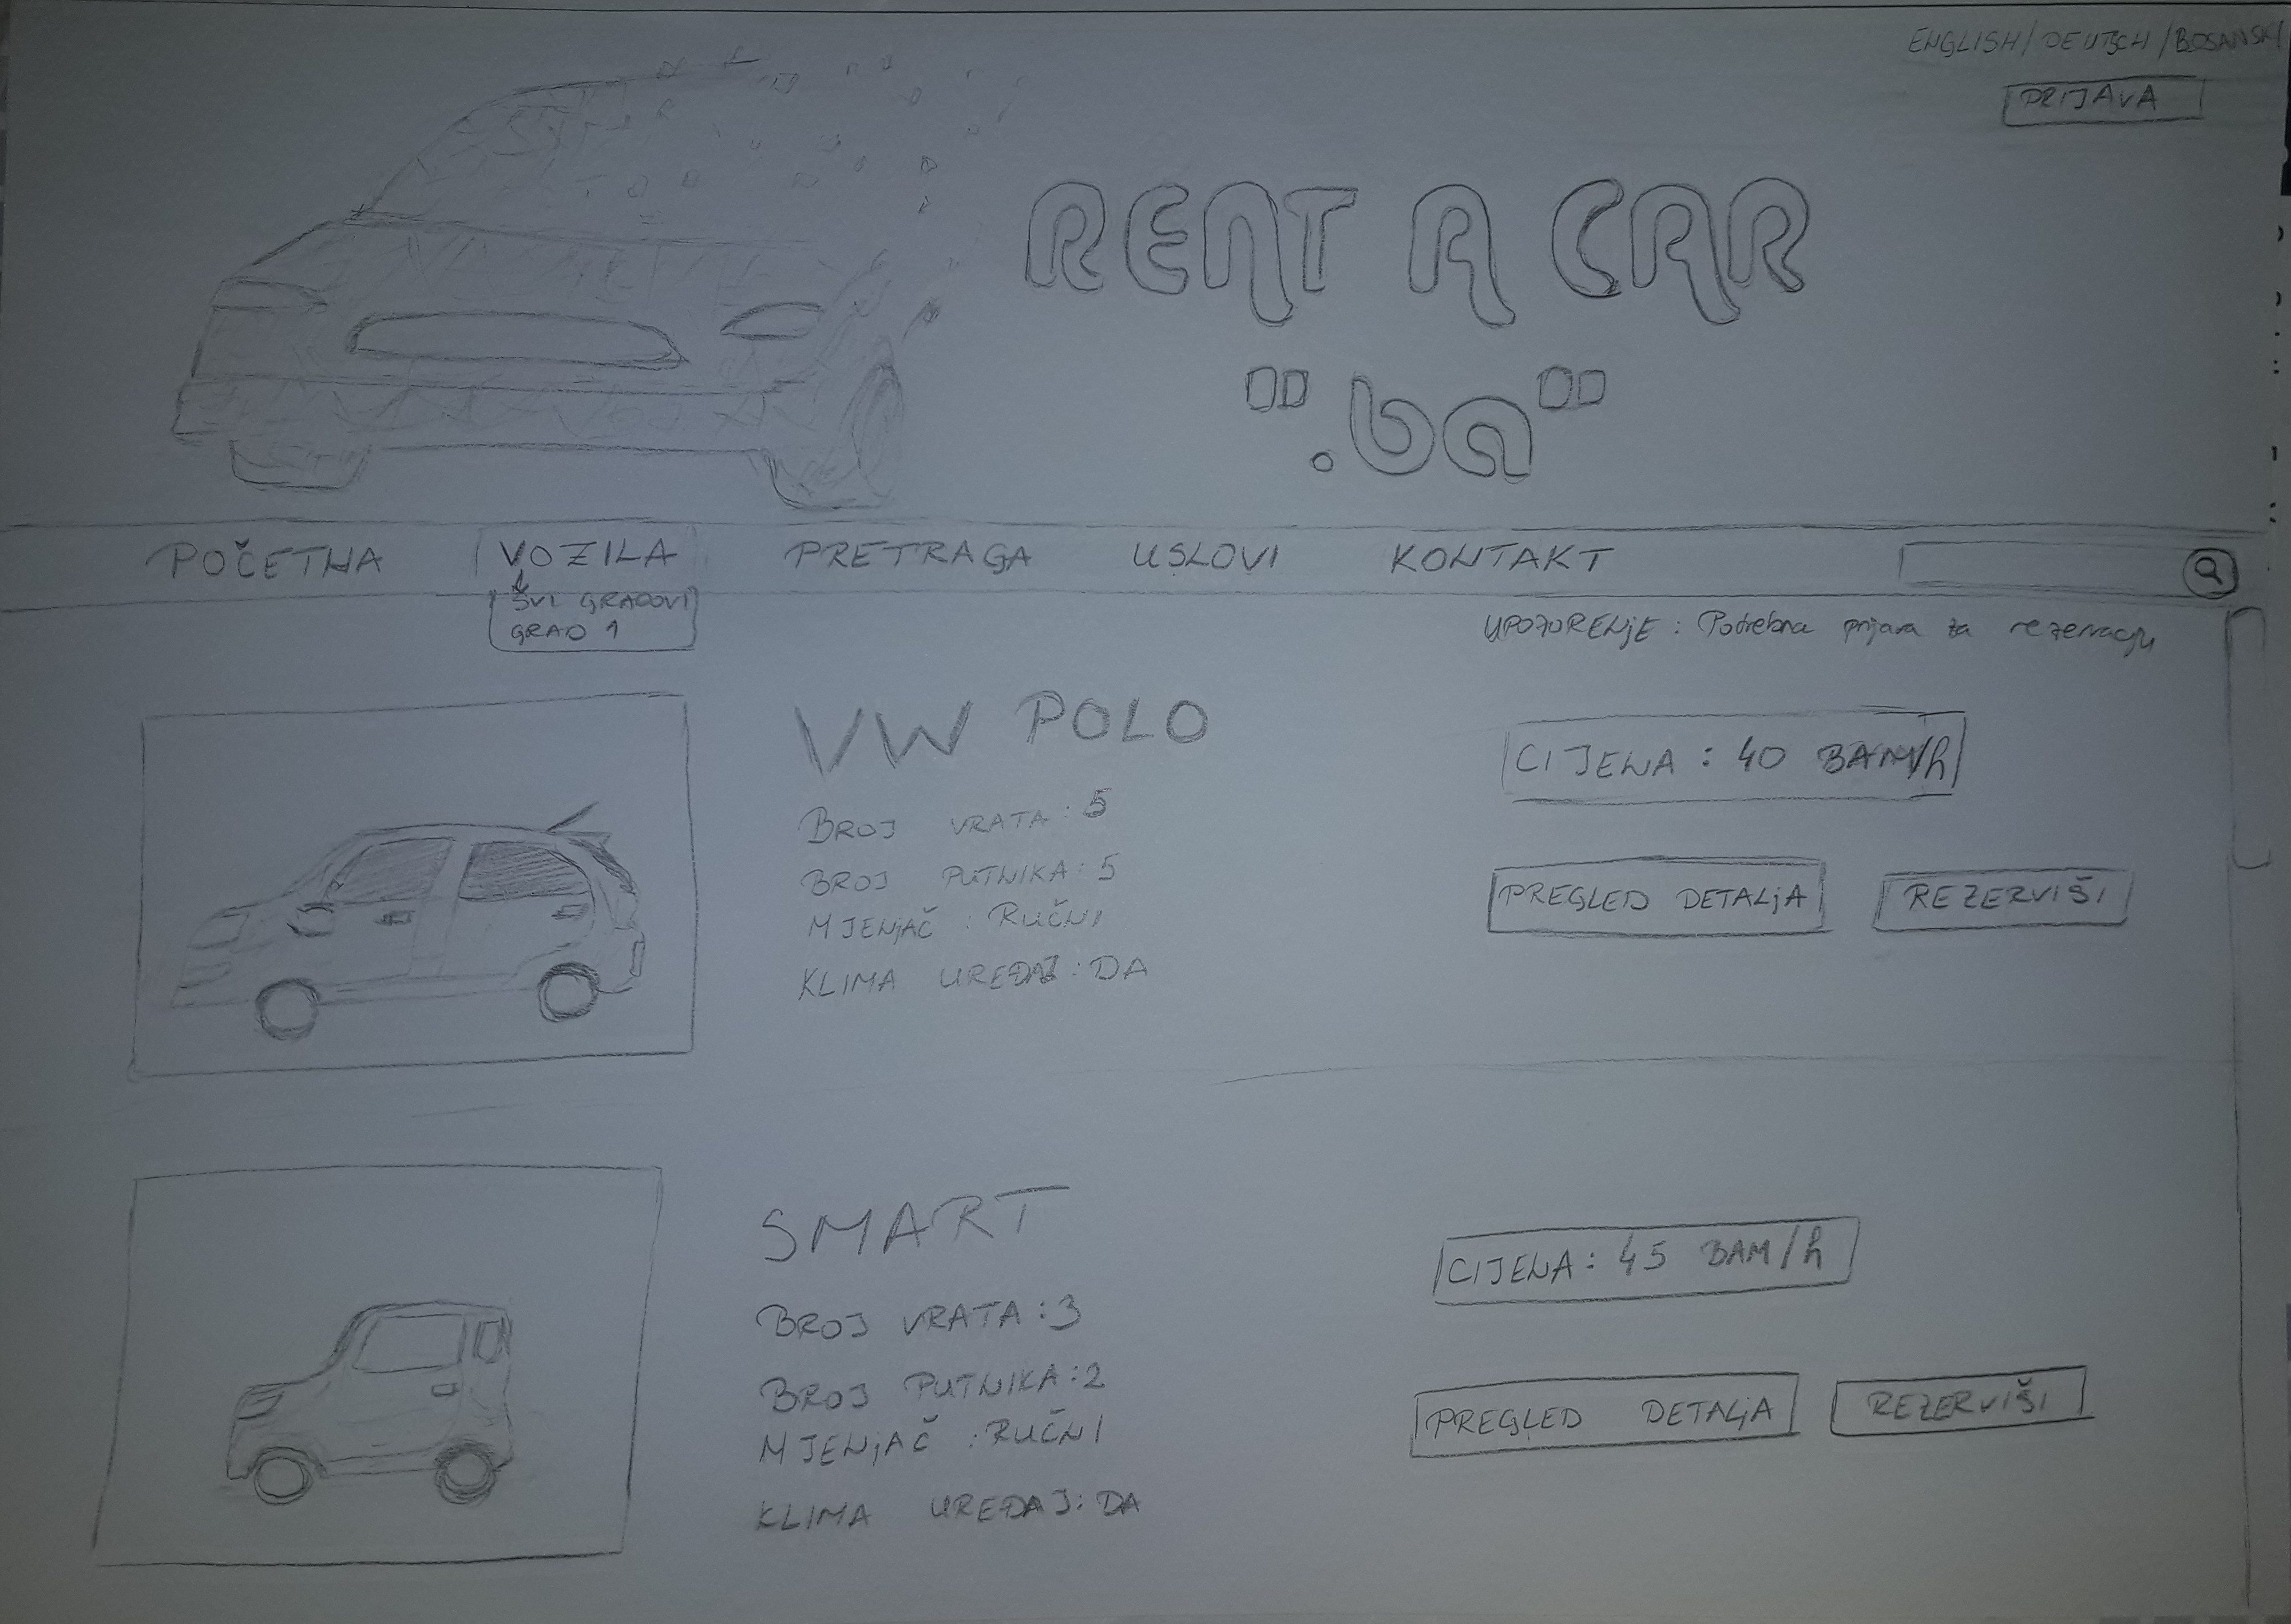 ENGLISH/DEUTSCH/BOSANSKI
PRIJAVA
RENT A CAR
".ba"
POČETNA VOZILA PRETRAGA USLOVI KONTAKT
SVI GRADOVI
GRAD 1
UPOZORENjE : Potrebna prijava za rezervaciju
VW POLO
CIJENA : 40 BAM/h
BROJ VRATA : 5
BROJ PUTNIKA : 5
MJENjAČ : RUČNI
KLIMA UREĐAJ : DA
PREGLED DETALjA REZERVIŠI
SMART
CIJENA : 45 BAM/h
BROJ VRATA : 3
BROJ PUTNIKA : 2
MJENjAČ : RUČNI
KLIMA UREĐAJ : DA
PREGLED DETALjA REZERVIŠI